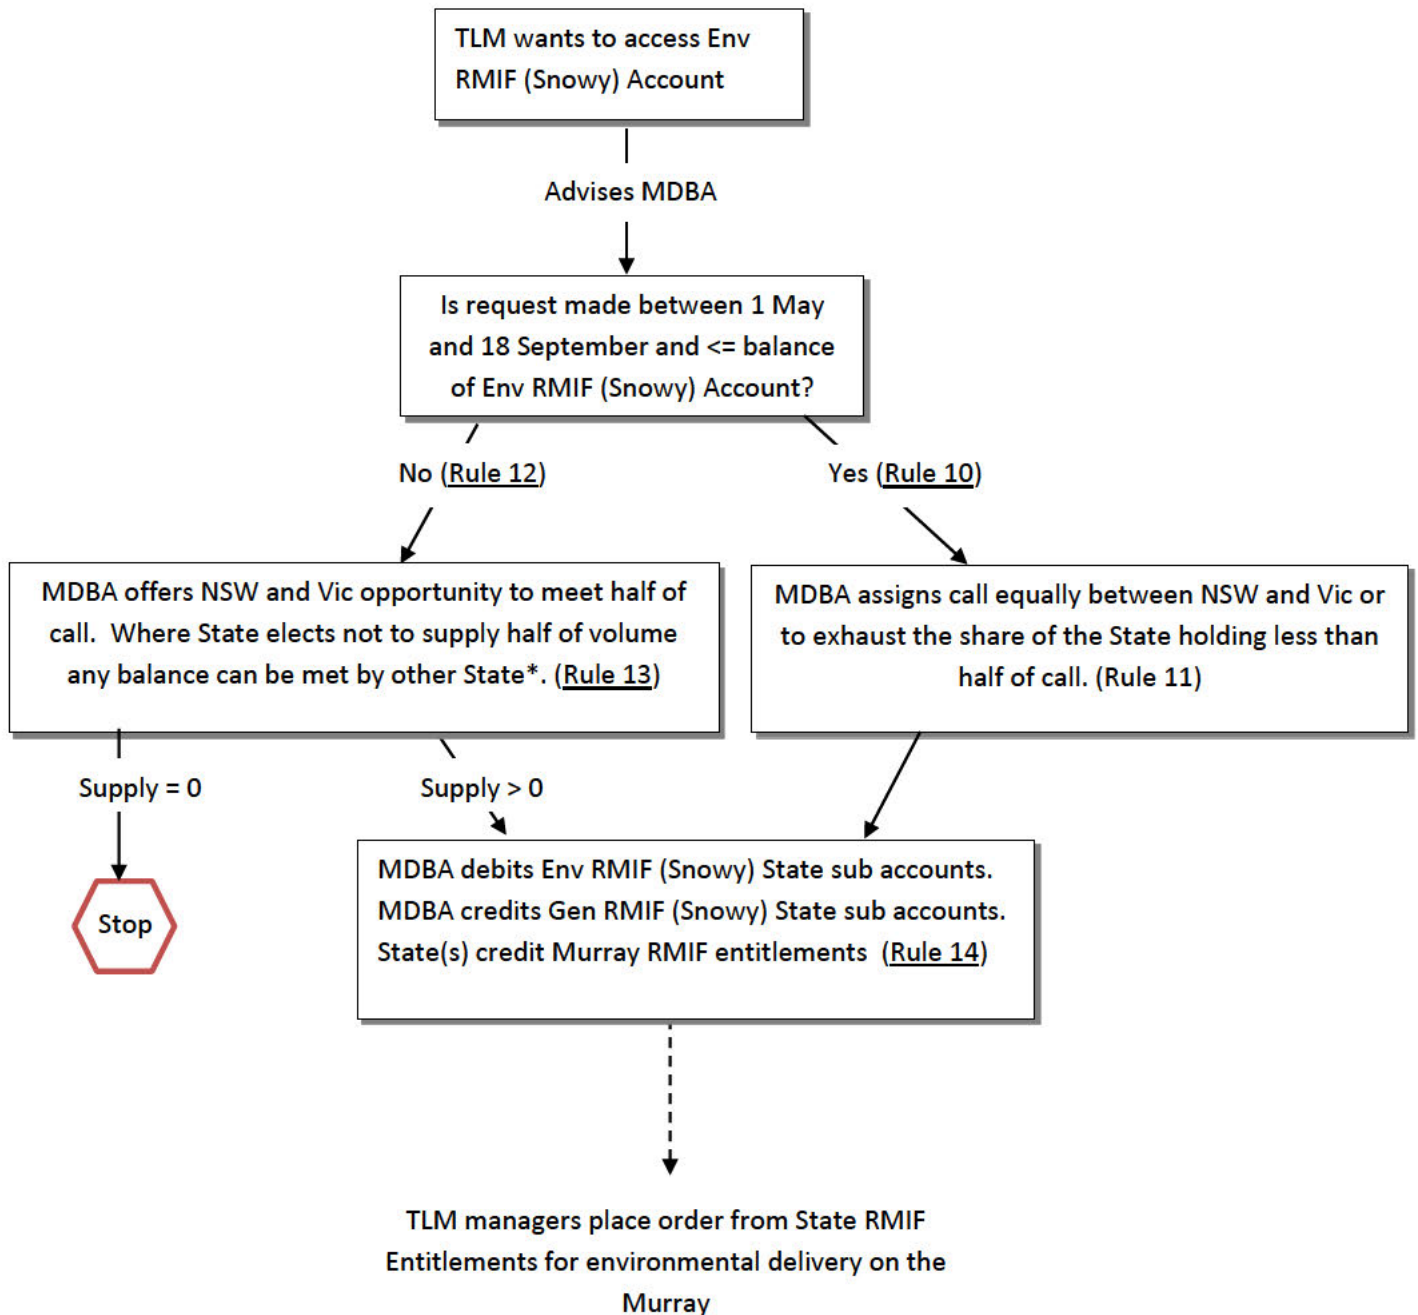 TLM wants to access Env
RMIF (Snowy) Account
Advises MDBA
Is request made between 1 May
and 18 September and <= balance
of Env RMIF (Snowy) Account?
No (Rule 12)
Yes (Rule 10)
MDBA offers NSW and Vic opportunity to meet half of
call.  Where State elects not to supply half of volume
any balance can be met by other State*. (Rule 13)
MDBA assigns call equally between NSW and Vic or
to exhaust the share of the State holding less than
half of call. (Rule 11)
Supply = 0
Supply > 0
Stop
MDBA debits Env RMIF (Snowy) State sub accounts.
MDBA credits Gen RMIF (Snowy) State sub accounts.
State(s) credit Murray RMIF entitlements  (Rule 14)
TLM managers place order from State RMIF
Entitlements for environmental delivery on the
Murray